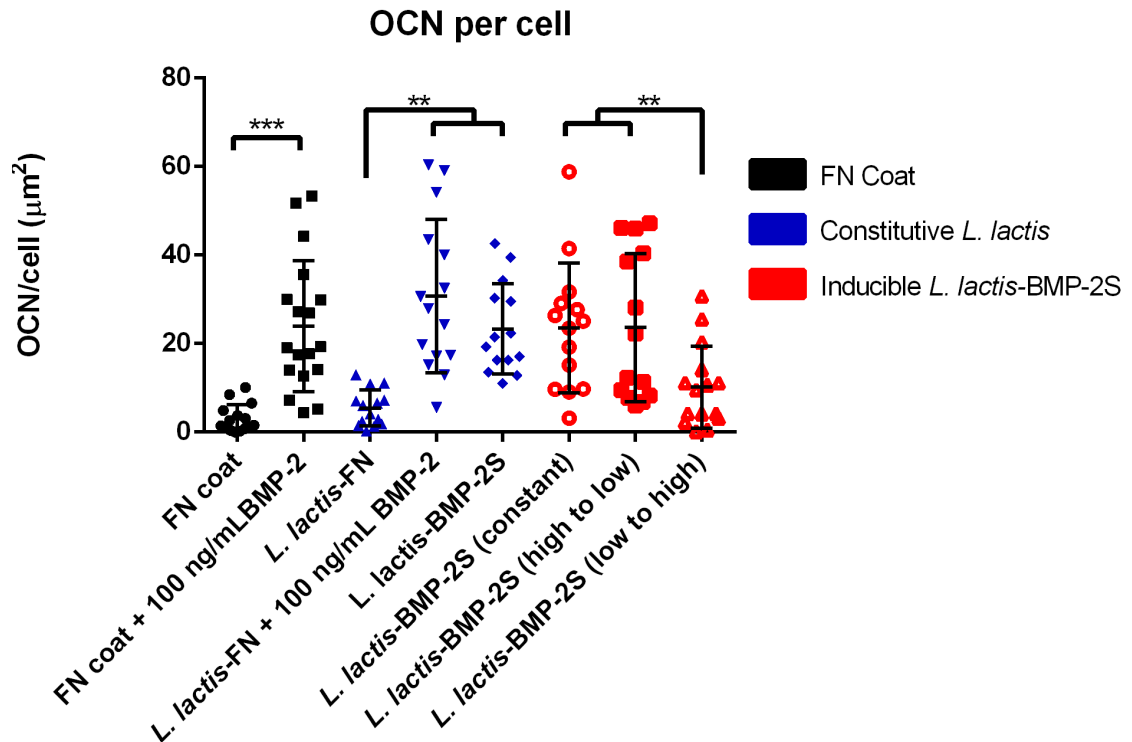 OCN per cell
OCN/cell (μm²)
80
60
40
20
0
***
**
**
FN coat
FN coat + 100 ng/mLBMP-2
L. lactis-FN
L. lactis-FN + 100 ng/mL BMP-2
L. lactis-BMP-2S
L. lactis-BMP-2S (constant)
L. lactis-BMP-2S (high to low)
L. lactis-BMP-2S (low to high)
FN Coat
Constitutive L. lactis
Inducible L. lactis-BMP-2S